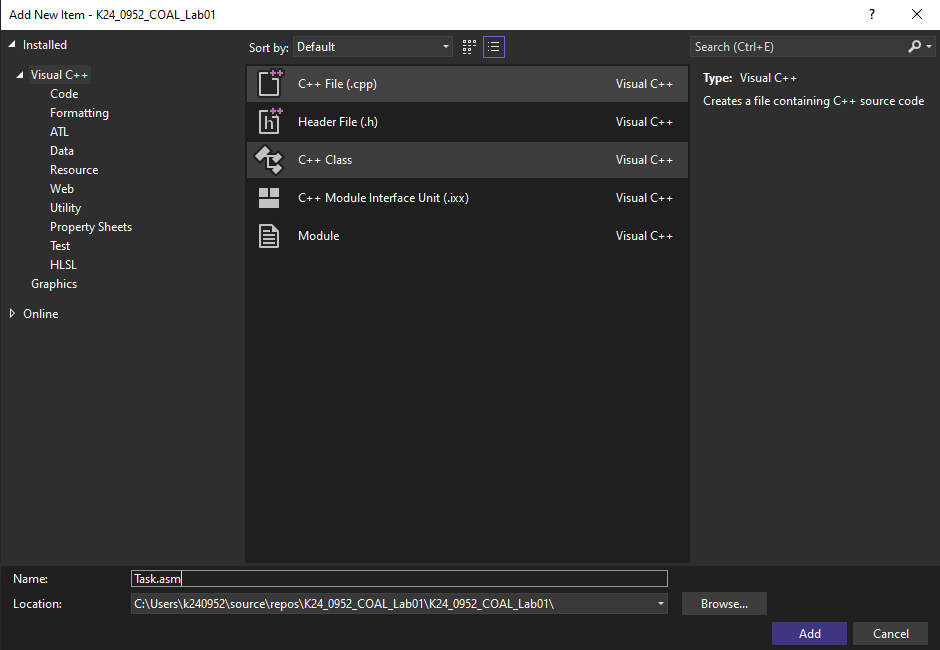 Add New Item - K24_0952_COAL_Lab01
?
Installed
Sort by: Default
Search (Ctrl+E)
Visual C++
Code
Formatting
ATL
Data
Resource
Web
Utility
Property Sheets
Test
HLSL
Graphics
Online
C++ File (.cpp) Visual C++
Header File (.h) Visual C++
C++ Class Visual C++
C++ Module Interface Unit (.ixx) Visual C++
Module Visual C++
Type: Visual C++
Creates a file containing C++ source code
Name: Task.asm
Location: C:\Users\k240952\source\repos\K24_0952_COAL_Lab01\K24_0952_COAL_Lab01\ Browse...
Add Cancel